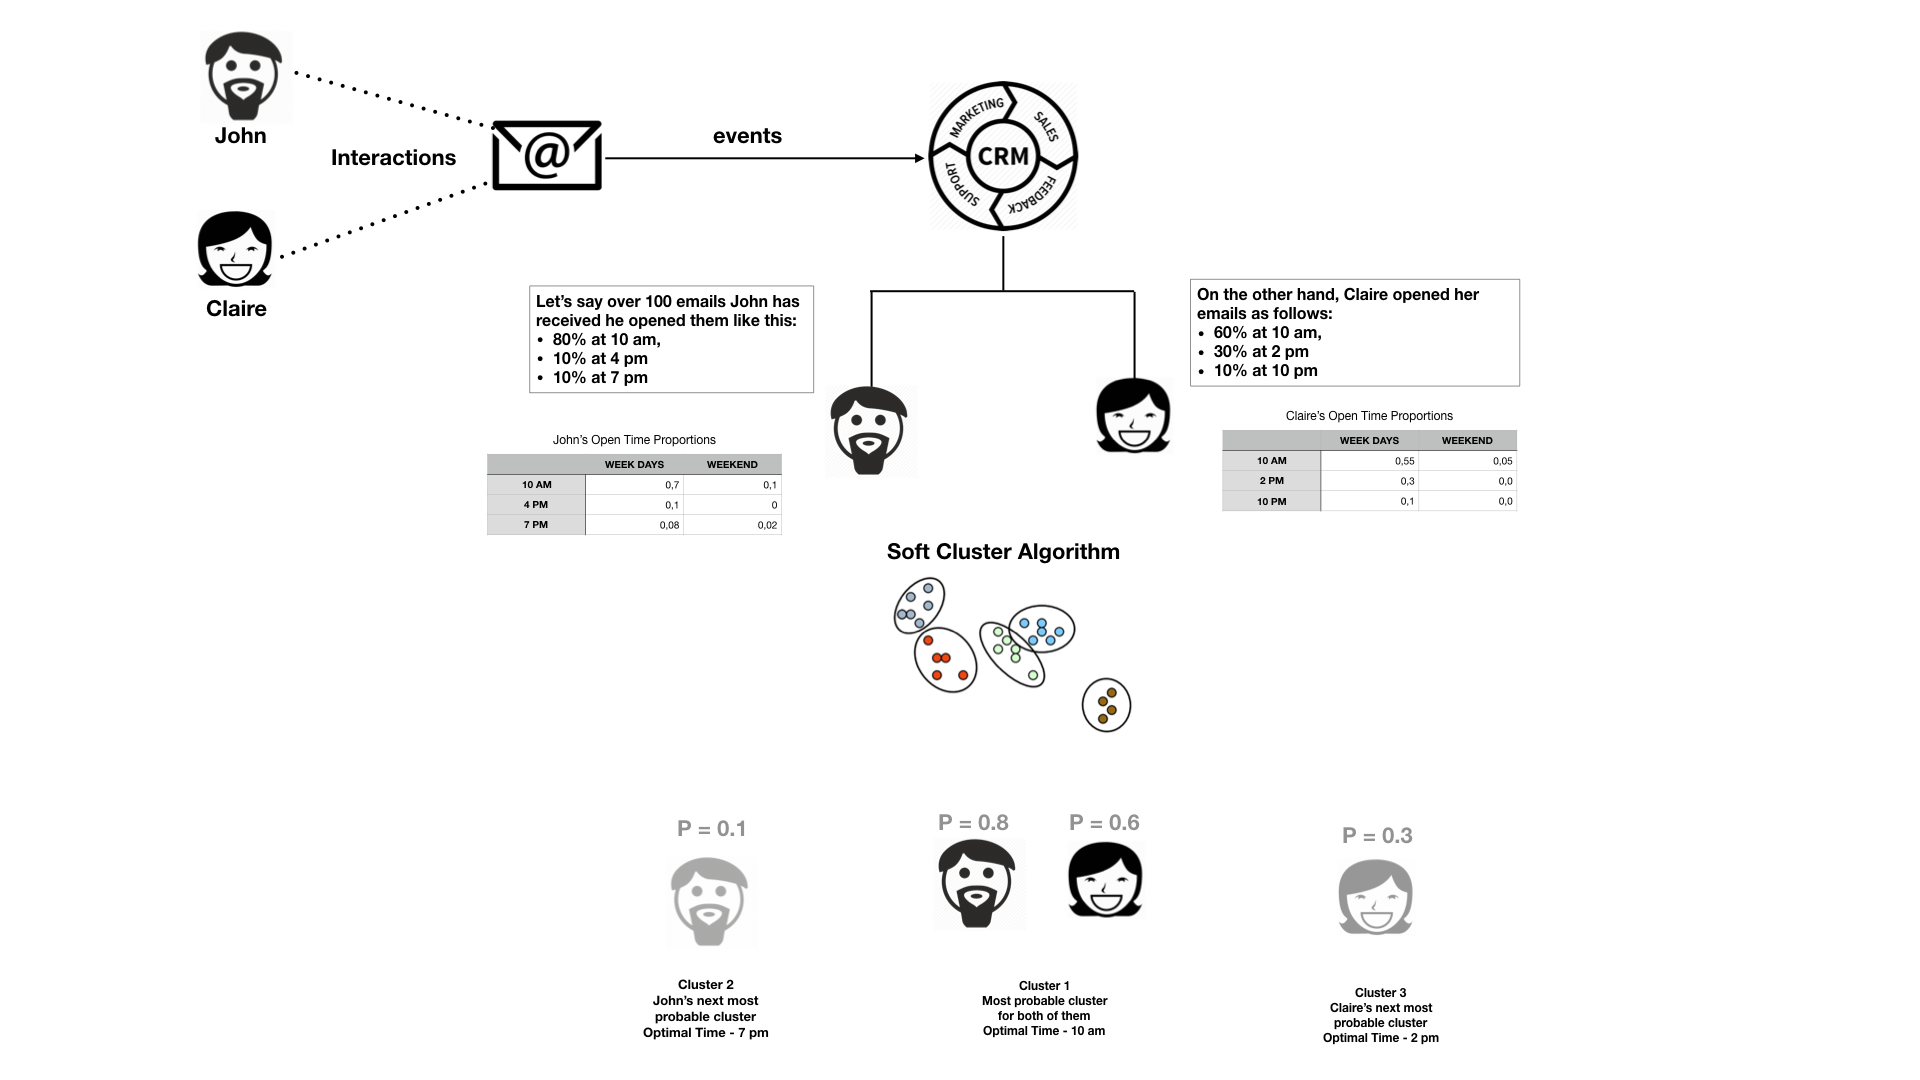 John
Interactions
@
events
MARKETING
SALES
CRM
SUPPORT
FEEDBACK
Claire
Let’s say over 100 emails John has
received he opened them like this:
• 80% at 10 am,
• 10% at 4 pm
• 10% at 7 pm
On the other hand, Claire opened her
emails as follows:
• 60% at 10 am,
• 30% at 2 pm
• 10% at 10 pm
John’s Open Time Proportions
WEEK DAYS WEEKEND
10 AM 0,7 0,1
4 PM 0,1 0
7 PM 0,08 0,02
Claire’s Open Time Proportions
WEEK DAYS WEEKEND
10 AM 0,55 0,05
2 PM 0,3 0,0
10 PM 0,1 0,0
Soft Cluster Algorithm
P = 0.1
P = 0.8
P = 0.6
P = 0.3
Cluster 2
John’s next most
probable cluster
Optimal Time - 7 pm
Cluster 1
Most probable cluster
for both of them
Optimal Time - 10 am
Cluster 3
Claire’s next most
probable cluster
Optimal Time - 2 pm